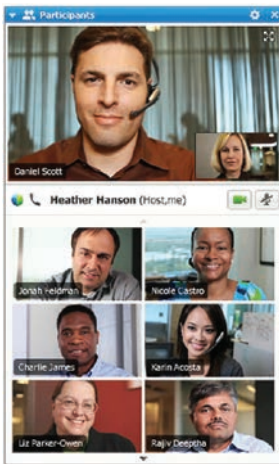 Participants
Daniel Scott
Heather Hanson (Host,me)
Jonah Feldman
Nicole Castro
Charlie James
Karin Acosta
Liz Parker-Owen
Rajiv Deeptha